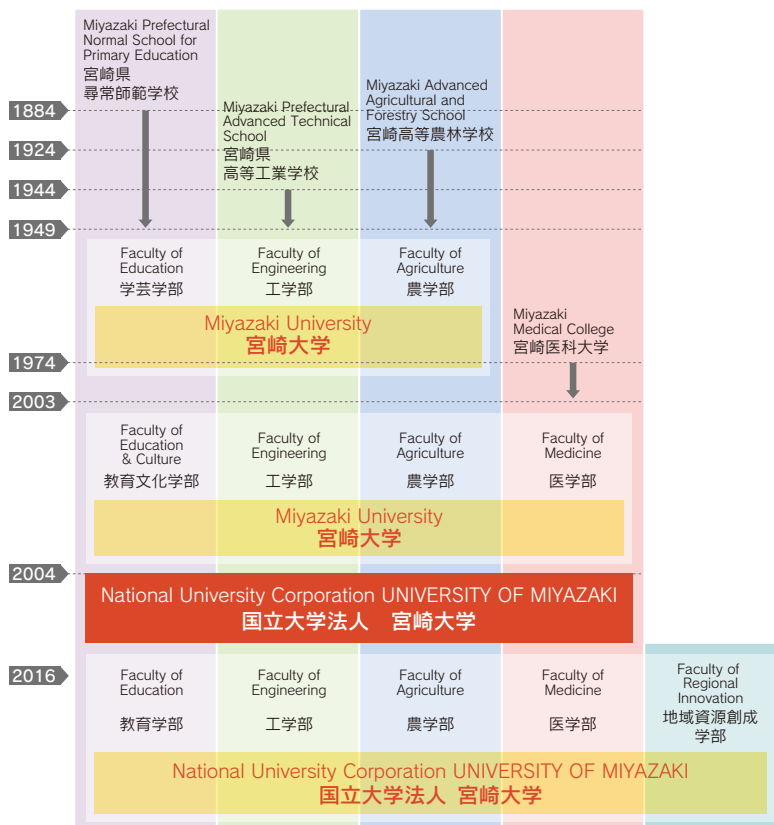 Miyazaki Prefectural
Normal School for
Primary Education
宮崎県
尋常師範学校
Miyazaki Prefectural
Advanced Technical
School
宮崎県
高等工業学校
Miyazaki Advanced
Agricultural and
Forestry School
宮崎高等農林学校
1884
1924
1944
1949
Faculty of
Education
学芸学部
Faculty of
Engineering
工学部
Faculty of
Agriculture
農学部
Miyazaki University
宮崎大学
Miyazaki
Medical College
宮崎医科大学
1974
2003
Faculty of
Education
& Culture
教育文化学部
Faculty of
Engineering
工学部
Faculty of
Agriculture
農学部
Faculty of
Medicine
医学部
Miyazaki University
宮崎大学
2004
National University Corporation UNIVERSITY OF MIYAZAKI
国立大学法人 宮崎大学
2016
Faculty of
Education
教育学部
Faculty of
Engineering
工学部
Faculty of
Agriculture
農学部
Faculty of
Medicine
医学部
Faculty of
Regional
Innovation
地域資源創成
学部
National University Corporation UNIVERSITY OF MIYAZAKI
国立大学法人 宮崎大学